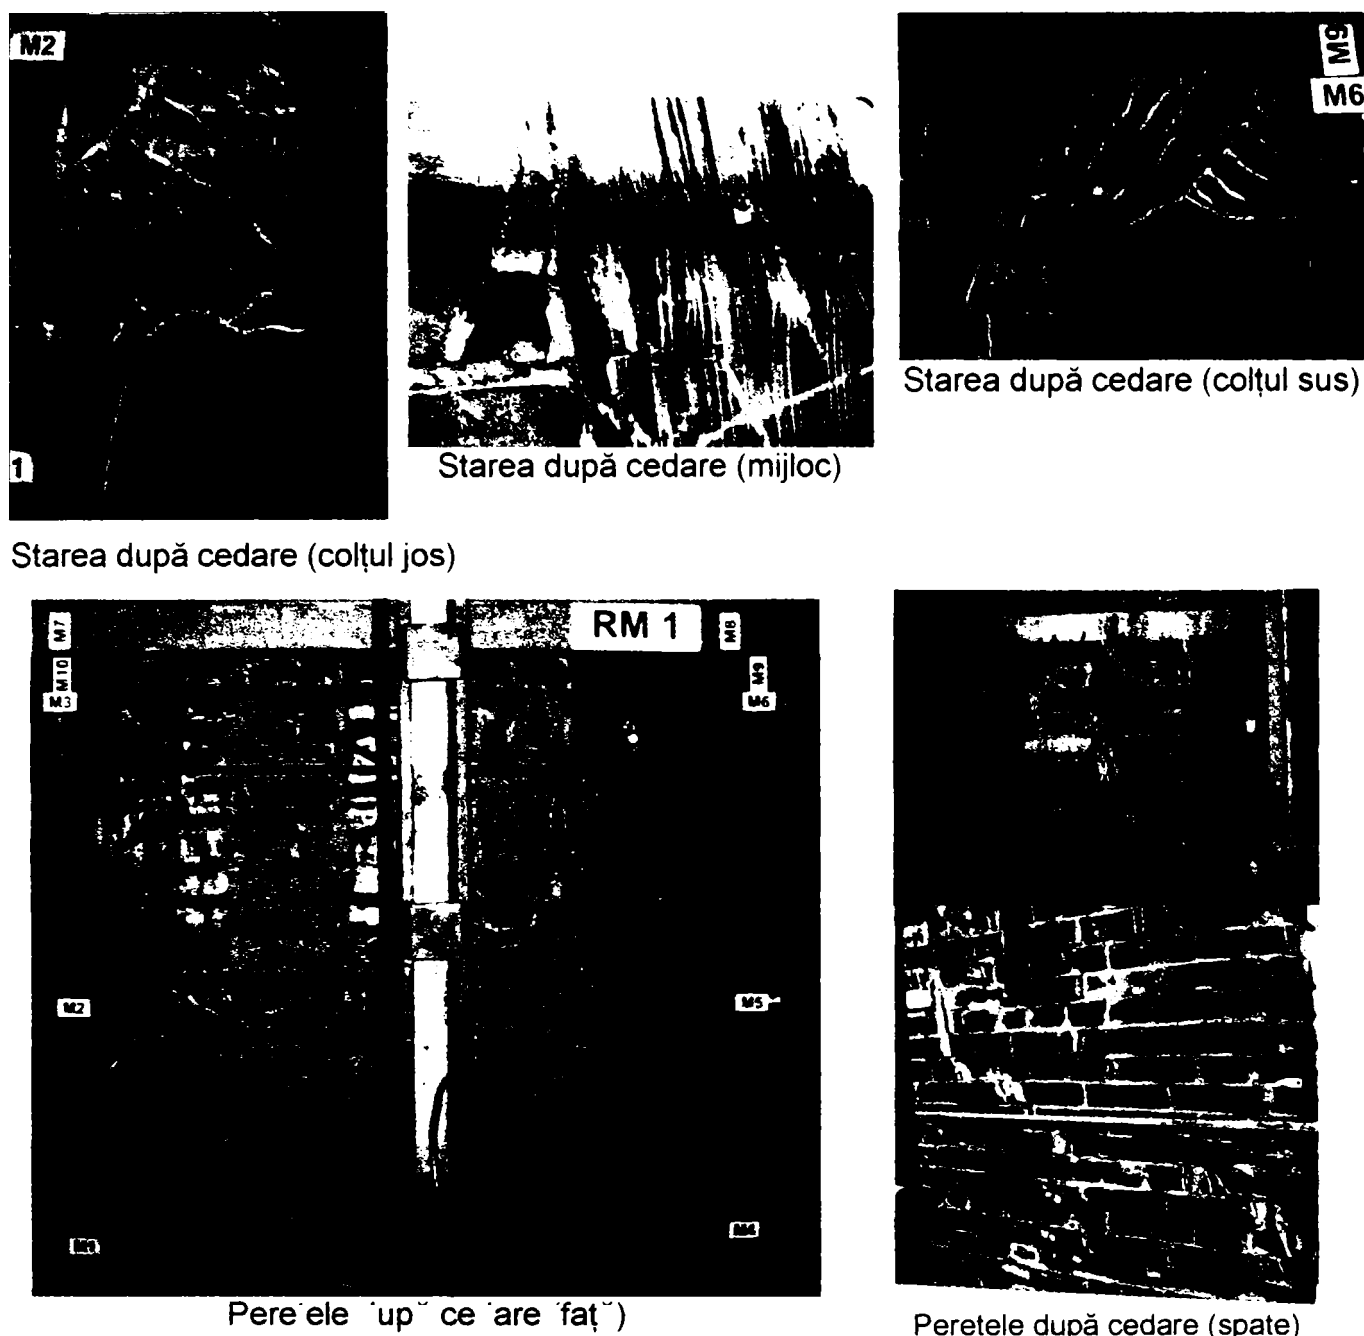 M2
M9
M6
Starea după cedare (colțul sus)
Starea după cedare (mijloc)
1
Starea după cedare (colțul jos)
M7
RM 1
M8
M10
M9
M3
M6
M2
M5
M4
Peretele după cedare (spate)